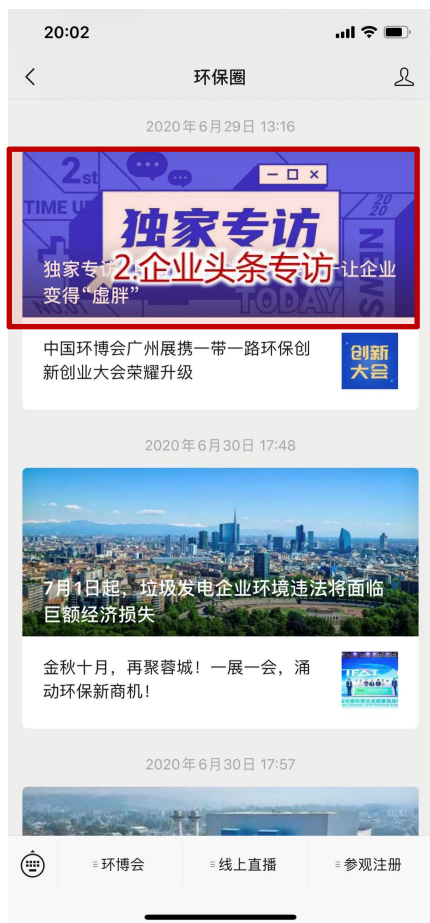 20:02
环保圈
2020年6月29日 13:16
2st
TIME
20
20
独家专访
NEWS
独家专访
2.企业头条专访
让企业
变得“虚胖”
NO.01
TODAY
中国环博会广州展携一带一路环保创
新创业大会荣耀升级
创新
大会
2020年6月30日 17:48
7月1日起，垃圾发电企业环境违法将面临
巨额经济损失
金秋十月，再聚蓉城！一展一会，涌
动环保新商机！
IFAT
2020年6月30日 17:57
环博会
线上直播
参观注册